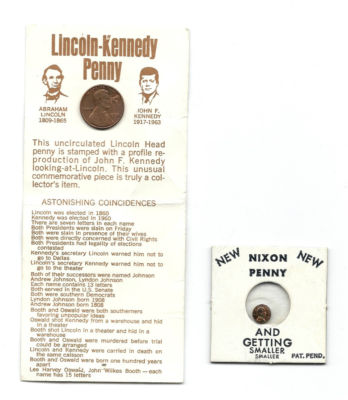 Lincoln-Kennedy
Penny
ABRAHAM
LINCOLN
1809-1865
JOHN F.
KENNEDY
1917-1963
This uncirculated Lincoln Head
penny is stamped with a profile re-
production of John F. Kennedy
looking-at-Lincoln. This unusual
commemorative piece is truly a col-
lector's item.
ASTONISHING COINCIDENCES
Lincoln was elected in 1860
Kennedy was elected in 1960
There are seven letters in each name
Both Presidents were slain on Friday
Both were slain in presence of their wives
Both were directly concerned with Civil Rights
Both Presidents had legality of elections
contested
Kennedy's secretary Lincoln warned him not to
go to Dallas
Lincoln's secretary Kennedy warned him not to
go to the theater
Both of their successors were named Johnson
Andrew Johnson, Lyndon Johnson
Each name contains 13 letters
Both served in the U.S. Senate
Both were southern Democrats
Lyndon Johnson born 1908
Andrew Johnson born 1808
Booth and Oswald were both southerners
favoring unpopular ideas
Oswald shot Kennedy from a warehouse and hid
in a theater
Booth shot Lincoln in a theater and hid in a
warehouse
Booth and Oswald were murdered before trial
could be arranged
Lincoln and Kennedy were carried in death on
the same caisson
Booth and Oswald were born one hundred years
apart
Lee Harvey Oswald, John Wilkes Booth — each
name has 15 letters
NEW NIXON NEW
PENNY
AND
GETTING
SMALLER
SMALLER
PAT. PEND.